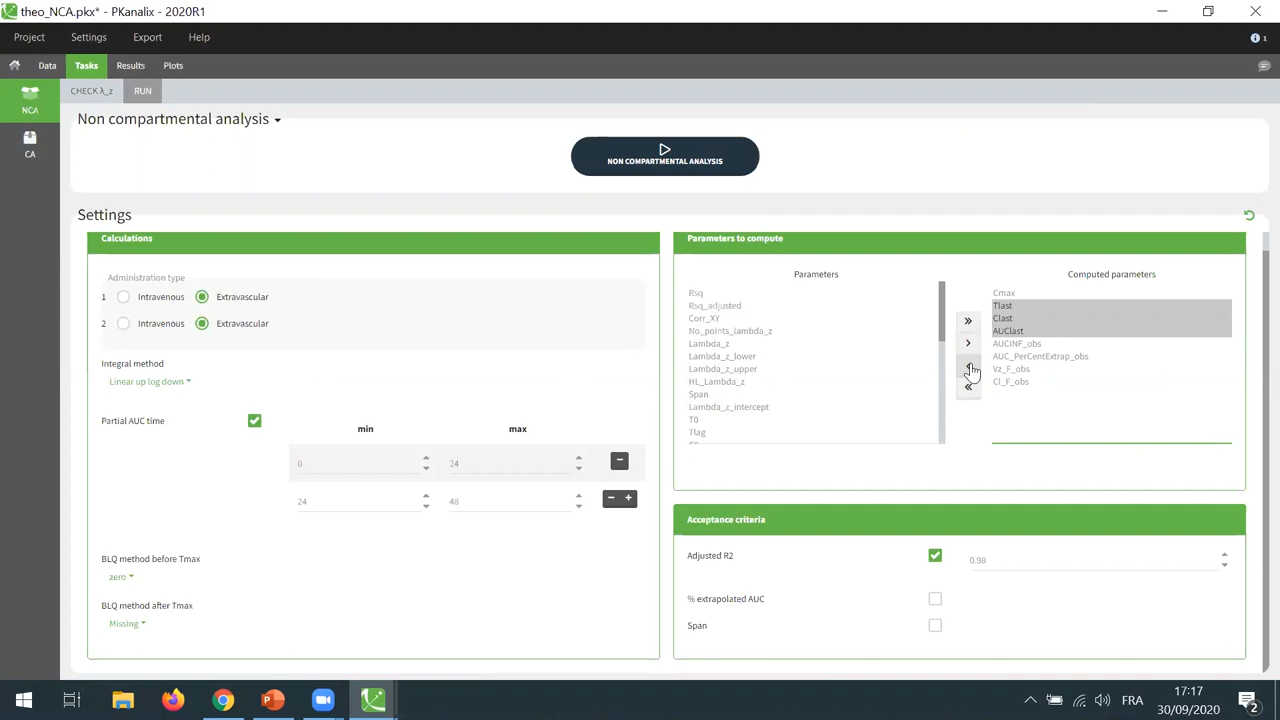 theo_NCA.pkx* - PKanalix - 2020R1
Project Settings Export Help
1
Data Tasks Results Plots
NCA
CA
CHECK λ_z RUN
Non compartmental analysis
NON COMPARTMENTAL ANALYSIS
Settings
Calculations
Administration type
1 Intravenous Extravascular
2 Intravenous Extravascular
Integral method
Linear up log down
Partial AUC time
min max
0 24
24 48
BLQ method before Tmax
zero
BLQ method after Tmax
Missing
Parameters to compute
Parameters
Rsq
Rsq_adjusted
Corr_XY
No_points_lambda_z
Lambda_z
Lambda_z_lower
Lambda_z_upper
HL_Lambda_z
Span
Lambda_z_intercept
T0
Tlag
Computed parameters
Cmax
Tlast
Clast
AUClast
AUCINF_obs
AUC_PerCentExtrap_obs
Vz_F_obs
Cl_F_obs
Acceptance criteria
Adjusted R2 0.98
% extrapolated AUC
Span
FRA
17:17
30/09/2020
2